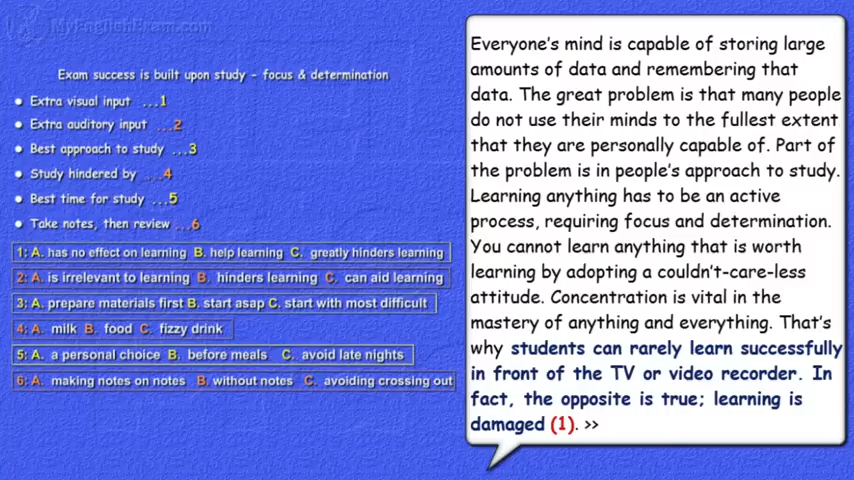 MyEnglishExam.com
Exam success is built upon study - focus & determination
• Extra visual input ...1
• Extra auditory input ...2
• Best approach to study ...3
• Study hindered by ...4
• Best time for study ...5
• Take notes, then review ...6
1: A. has no effect on learning B. help learning C. greatly hinders learning
2: A. is irrelevant to learning B. hinders learning C. can aid learning
3: A. prepare materials first B. start asap C. start with most difficult
4: A. milk B. food C. fizzy drink
5: A. a personal choice B. before meals C. avoid late nights
6: A. making notes on notes B. without notes C. avoiding crossing out
Everyone's mind is capable of storing large
amounts of data and remembering that
data. The great problem is that many people
do not use their minds to the fullest extent
that they are personally capable of. Part of
the problem is in people's approach to study.
Learning anything has to be an active
process, requiring focus and determination.
You cannot learn anything that is worth
learning by adopting a couldn't-care-less
attitude. Concentration is vital in the
mastery of anything and everything. That's
why students can rarely learn successfully
in front of the TV or video recorder. In
fact, the opposite is true; learning is
damaged (1). >>